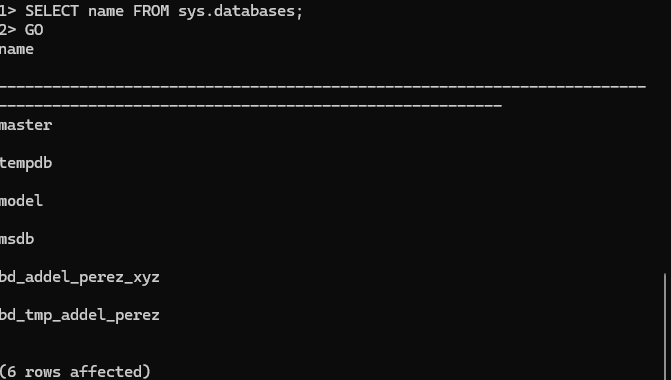 1> SELECT name FROM sys.databases;
2> GO
name
--------------------------------------------------------------------------------
--------------------------------------------------------------
master
tempdb
model
msdb
bd_addel_perez_xyz
bd_tmp_addel_perez
(6 rows affected)